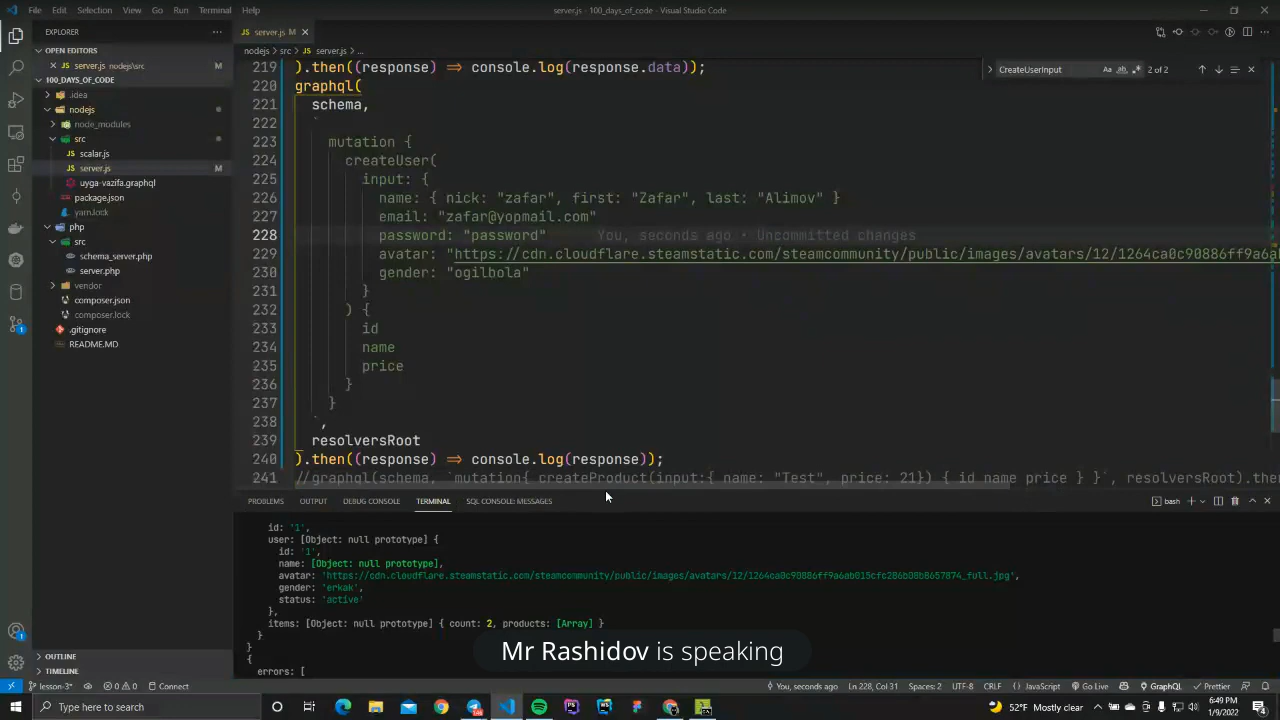 File Edit Selection View Go Run Terminal Help
server.js - 100_days_of_code - Visual Studio Code
EXPLORER
OPEN EDITORS
server.js nodejs\src M
100_DAYS_OF_CODE
.idea
nodejs
node_modules
src
scalar.js
server.js M
uyga-vazifa.graphql
package.json
yarn.lock
php
src
schema_server.php
server.php
vendor
composer.json
composer.lock
.gitignore
README.MD
OUTLINE
TIMELINE
server.js M
nodejs > src > server.js > ...
CreateUserInput Aa ab 2 of 2
219 ).then((response) => console.log(response.data));
220 graphql(
221 schema,
222 `
223 mutation {
224 createUser(
225 input: {
226 name: { nick: "zafar", first: "Zafar", last: "Alimov" }
227 email: "zafar@yopmail.com"
228 password: "password" You, seconds ago • Uncommitted changes
229 avatar: "https://cdn.cloudflare.steamstatic.com/steamcommunity/public/images/avatars/12/1264ca0c90886ff9a6ab
230 gender: "ogilbola"
231 }
232 ) {
233 id
234 name
235 price
236 }
237 }
238 `,
239 resolversRoot
240 ).then((response) => console.log(response));
241 //graphql(schema, `mutation{ createProduct(input:{ name: "Test", price: 21}) { id name price } }`, resolversRoot).the
PROBLEMS OUTPUT DEBUG CONSOLE TERMINAL SQL CONSOLE: MESSAGES
bash
id: '1',
user: [Object: null prototype] {
id: '1',
name: [Object: null prototype],
avatar: 'https://cdn.cloudflare.steamstatic.com/steamcommunity/public/images/avatars/12/1264ca0c90886ff9a6ab015cfc286b08b8657874_full.jpg',
gender: 'erkak',
status: 'active'
},
items: [Object: null prototype] { count: 2, products: [Array] }
}
}
{
errors: [
Mr Rashidov is speaking
lesson-3* 0 0 Connect
You, seconds ago Ln 228, Col 31 Spaces: 2 UTF-8 CRLF JavaScript Go Live GraphQL Prettier
Type here to search
52°F Mostly clear
6:49 PM
1/9/2022